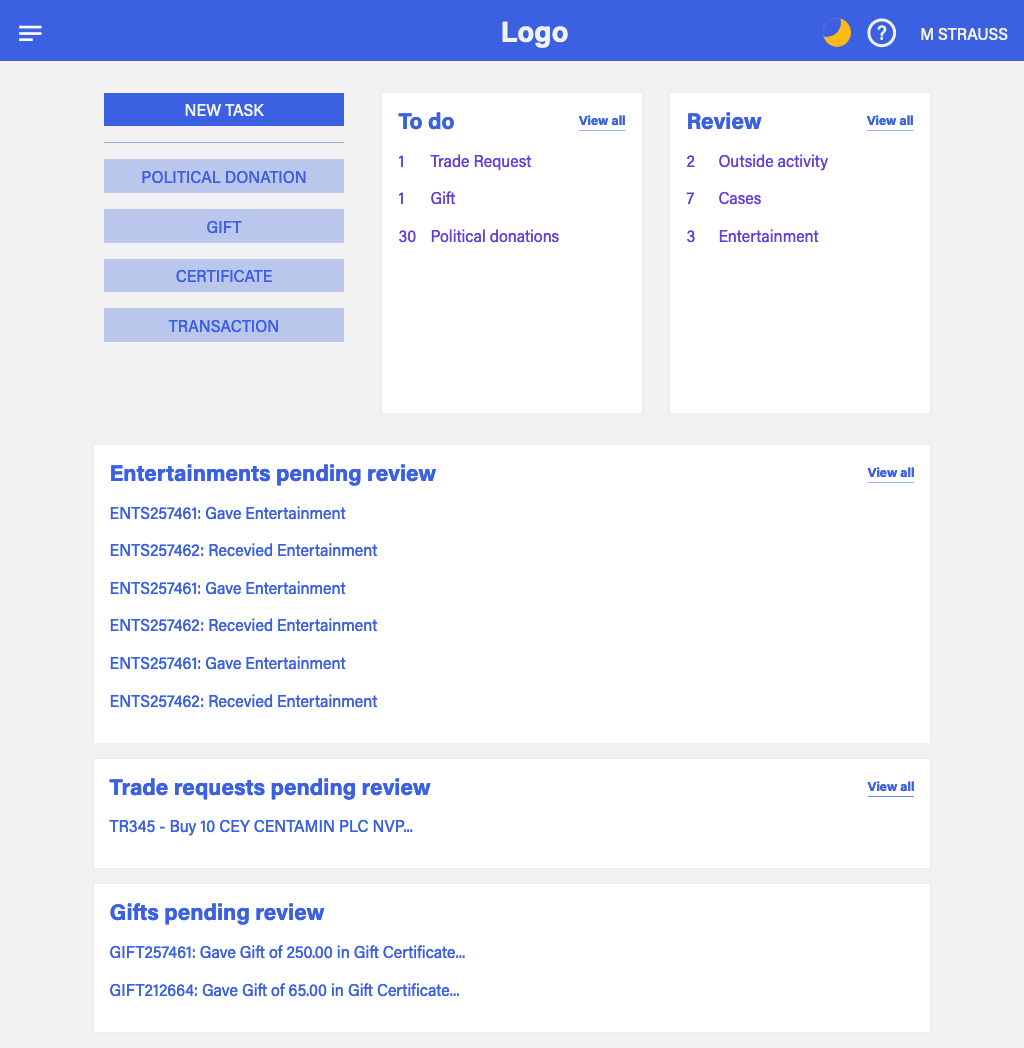 Logo
?
M STRAUSS
NEW TASK
POLITICAL DONATION
GIFT
CERTIFICATE
TRANSACTION
To do
View all
1 Trade Request
1 Gift
30 Political donations
Review
View all
2 Outside activity
7 Cases
3 Entertainment
Entertainments pending review
View all
ENTS257461: Gave Entertainment
ENTS257462: Recevied Entertainment
ENTS257461: Gave Entertainment
ENTS257462: Recevied Entertainment
ENTS257461: Gave Entertainment
ENTS257462: Recevied Entertainment
Trade requests pending review
View all
TR345 - Buy 10 CEY CENTAMIN PLC NVP...
Gifts pending review
GIFT257461: Gave Gift of 250.00 in Gift Certificate...
GIFT212664: Gave Gift of 65.00 in Gift Certificate...